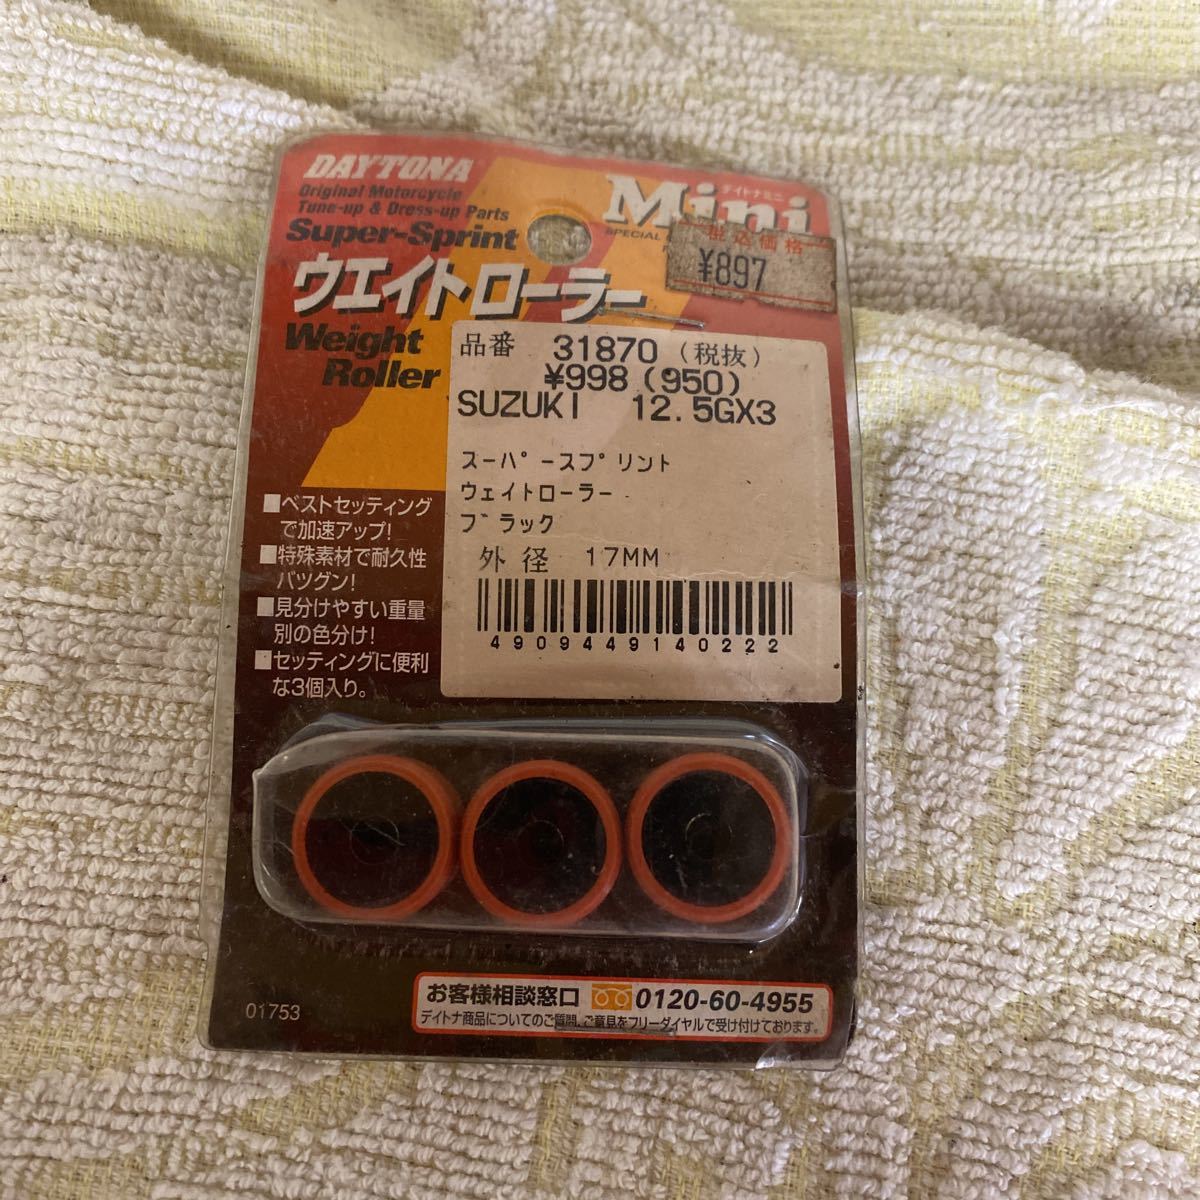 DAYTONA
Original Motorcycle
Tune-up & Dress-up Parts
Super-Sprint
ウエイトローラー
Weight
Roller
デイトナミニ
Mini
SPECIAL
税込価格
¥897
品番 31870（税抜）
¥998(950)
SUZUKI 12.5GX3
スーパースプリント
ウェイトローラー
ブラック
外径 17MM
4909449140222
■ベストセッティング
で加速アップ!
■特殊素材で耐久性
バツグン!
■見分けやすい重量
別の色分け!
■セッティングに便利
な3個入り。
お客様相談窓口 0120-60-4955
デイトナ商品についてのご質問、ご意見をフリーダイヤルで受け付けております。
01753